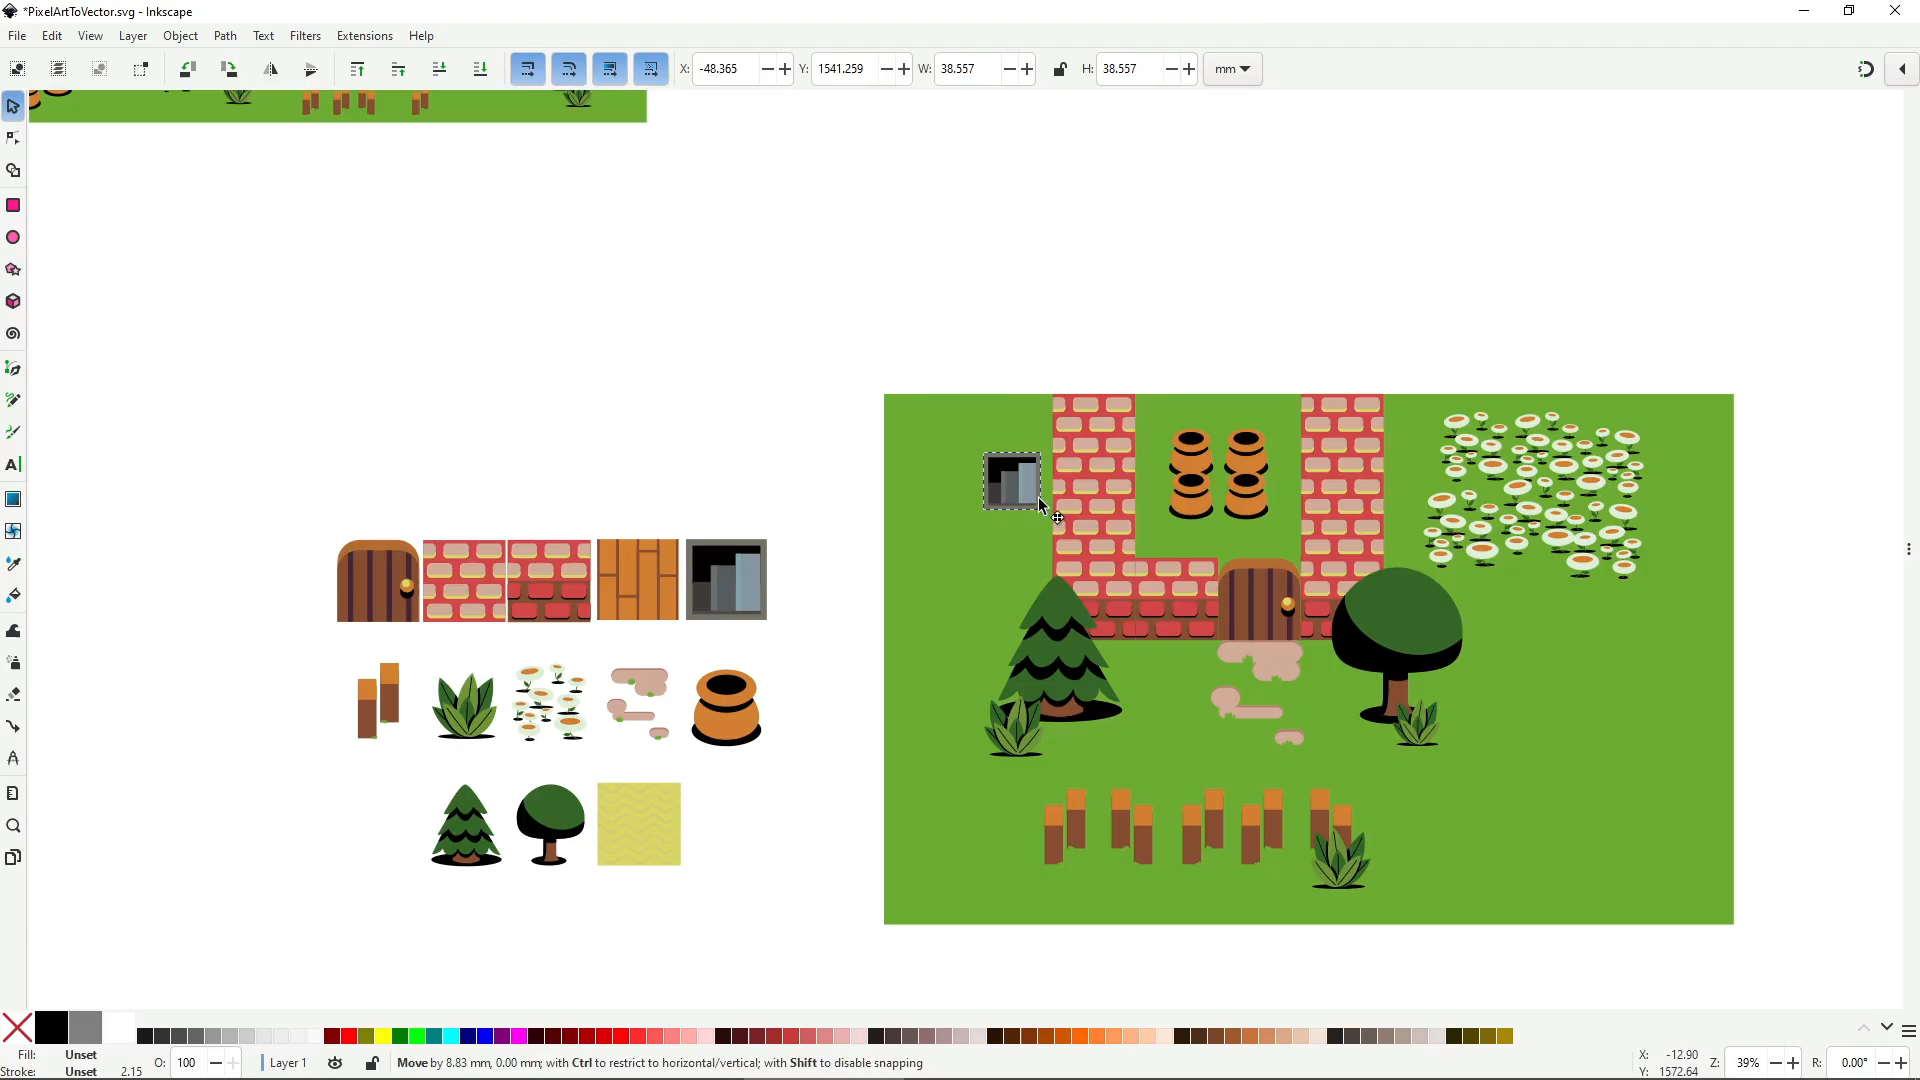 *PixelArtToVector.svg - Inkscape
File Edit View Layer Object Path Text Filters Extensions Help
X: -48.365 Y: 1541.259 W: 38.557 H: 38.557 mm
Fill: Unset O: 100 Layer 1 Move by 8.83 mm, 0.00 mm; with Ctrl to restrict to horizontal/vertical; with Shift to disable snapping X: -12.90 Z: 39% R: 0.00°
Stroke: Unset 2.15 Y: 1572.64